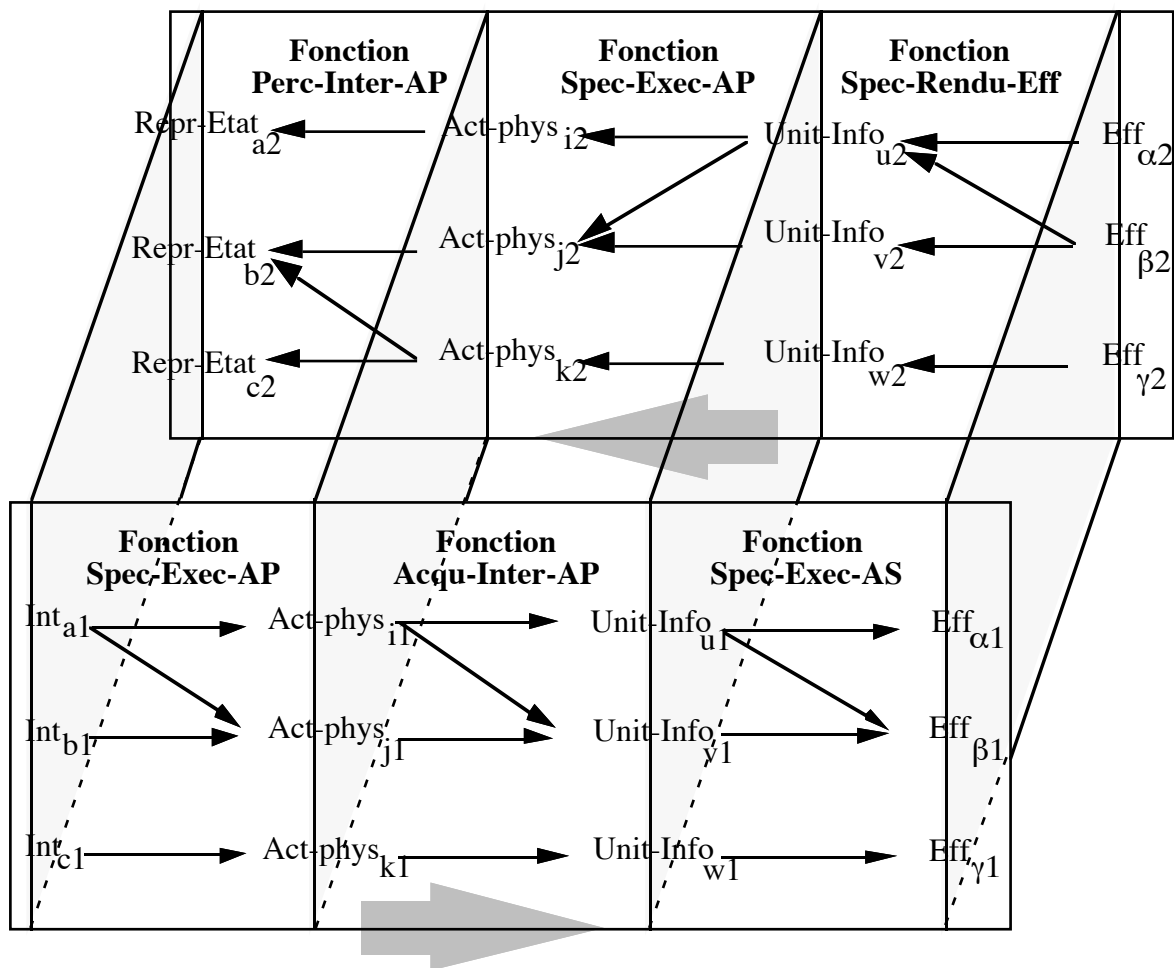 Fonction Fonction Fonction
Perc-Inter-AP Spec-Exec-AP Spec-Rendu-Eff
Repr-Etat a2 Act-phys i2 Unit-Info u2 Eff α2
Repr-Etat b2 Act-phys j2 Unit-Info v2 Eff β2
Repr-Etat c2 Act-phys k2 Unit-Info w2 Eff γ2
Fonction Fonction Fonction
Spec-Exec-AP Acqu-Inter-AP Spec-Exec-AS
Int a1 Act-phys i1 Unit-Info u1 Eff α1
Int b1 Act-phys j1 Unit-Info v1 Eff β1
Int c1 Act-phys k1 Unit-Info w1 Eff γ1